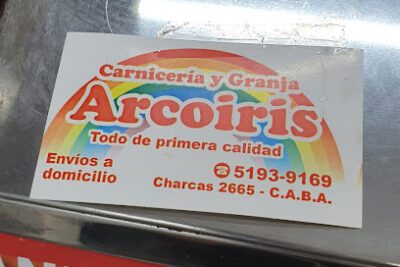 Carnicería y Granja
Arcoiris
Todo de primera calidad
Envíos a
domicilio
☎5193-9169
Charcas 2665 - C.A.B.A.